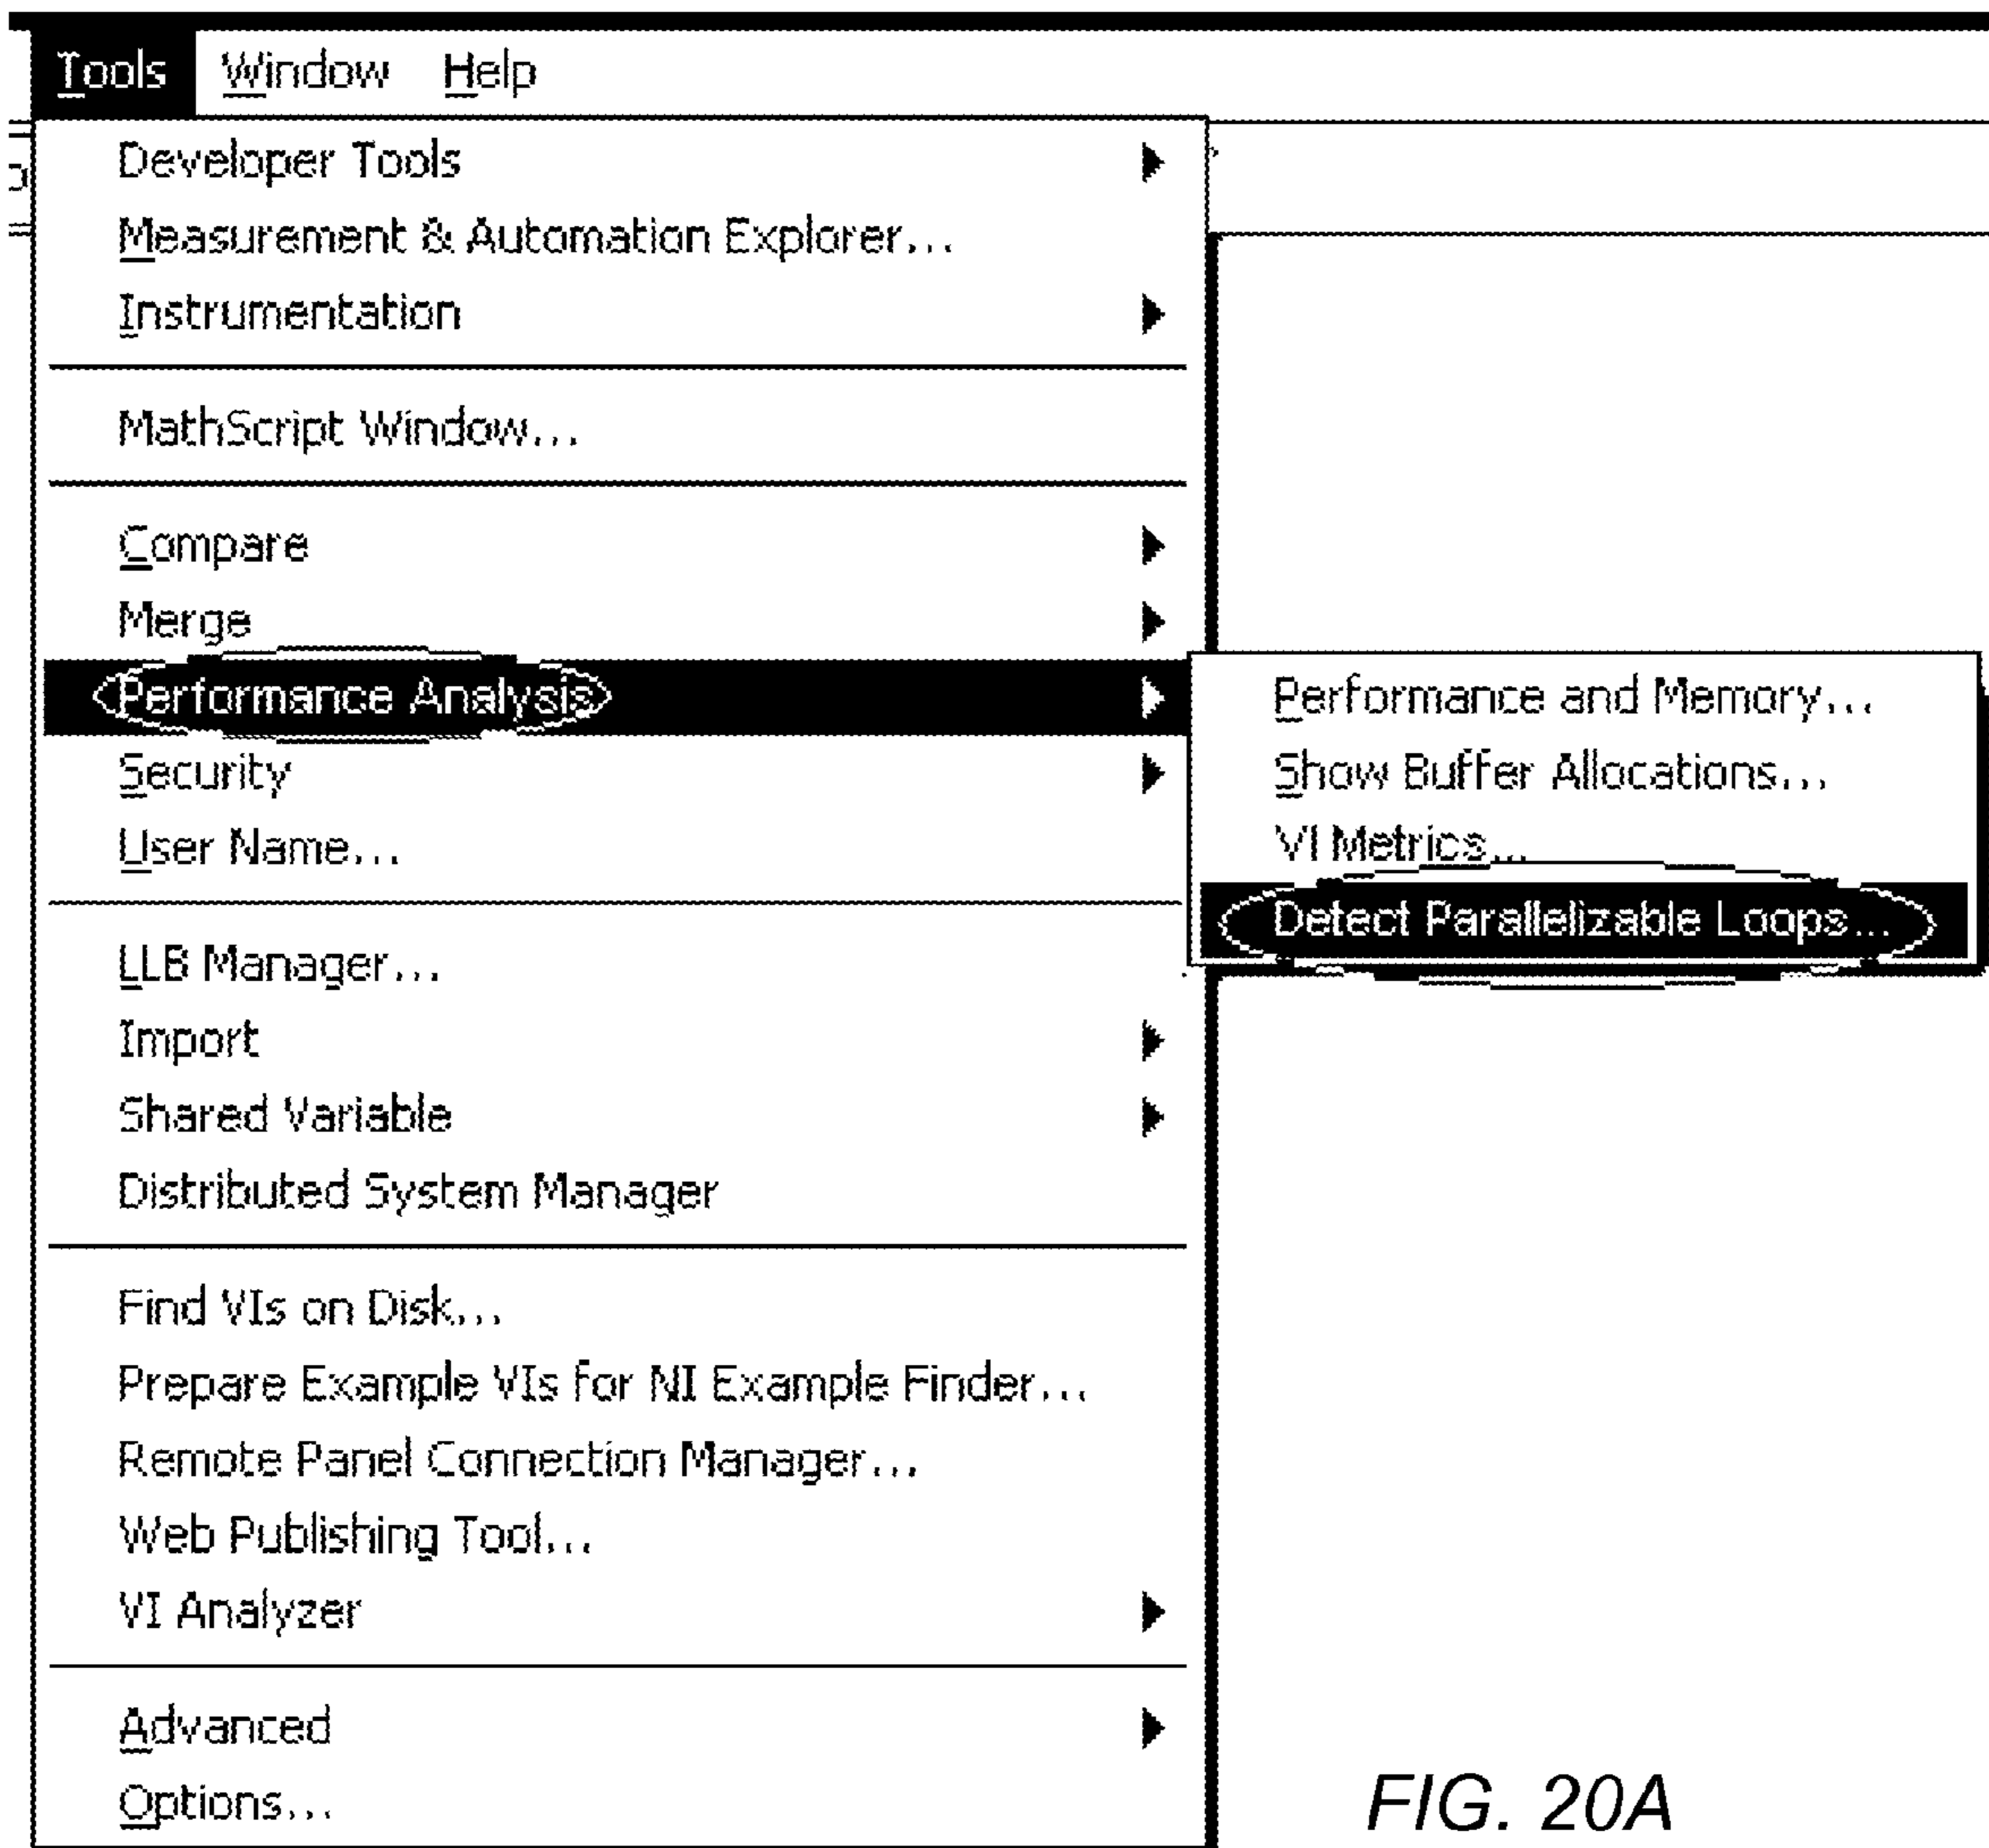 Tools Window Help
Developer Tools
Measurement & Automation Explorer...
Instrumentation
MathScript Window...
Compare
Merge
Performance Analysis
Security
User Name...
LLB Manager...
Import
Shared Variable
Distributed System Manager
Find VIs on Disk...
Prepare Example VIs for NI Example Finder...
Remote Panel Connection Manager...
Web Publishing Tool...
VI Analyzer
Advanced
Options...
Performance and Memory...
Show Buffer Allocations...
VI Metrics...
Detect Parallelizable Loops...
FIG. 20A